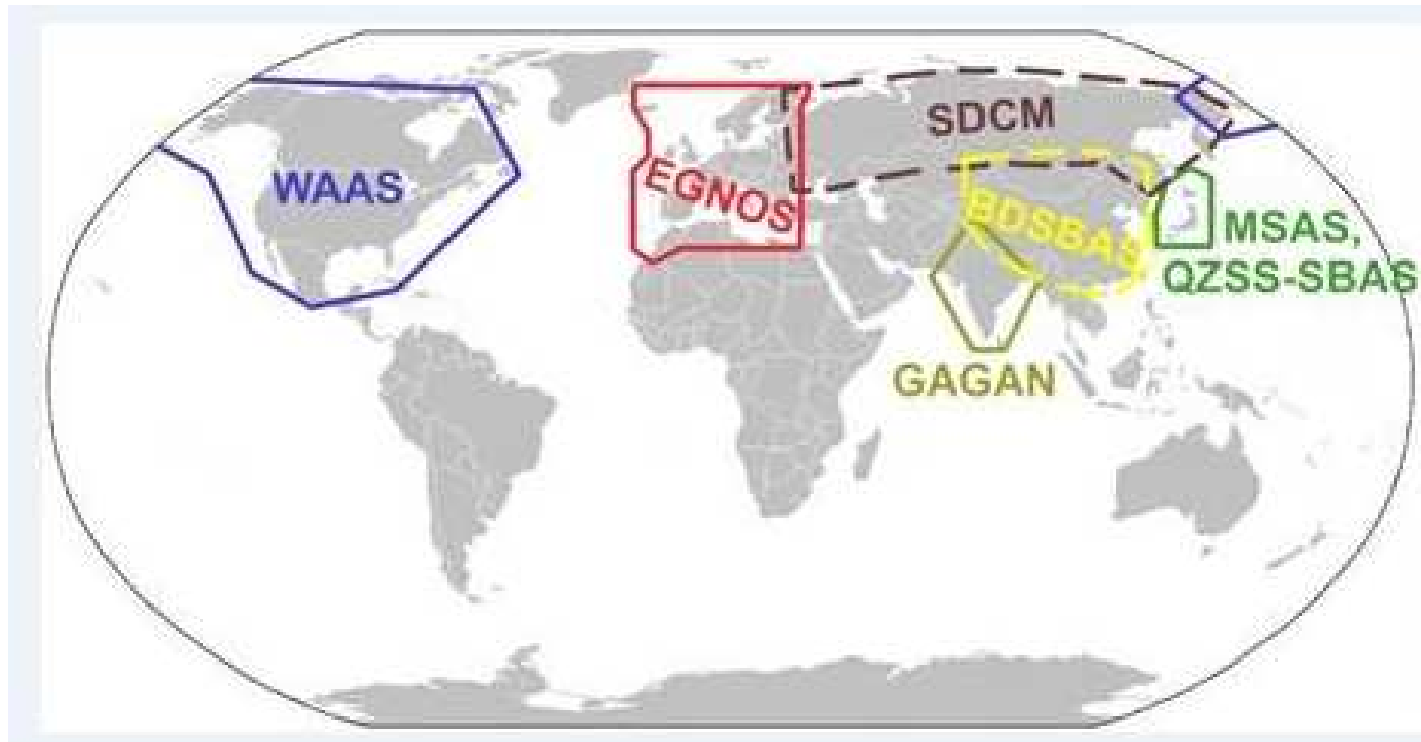 SDCM
WAAS
EGNOS
BDSBAS
MSAS,
QZSS-SBAS
GAGAN